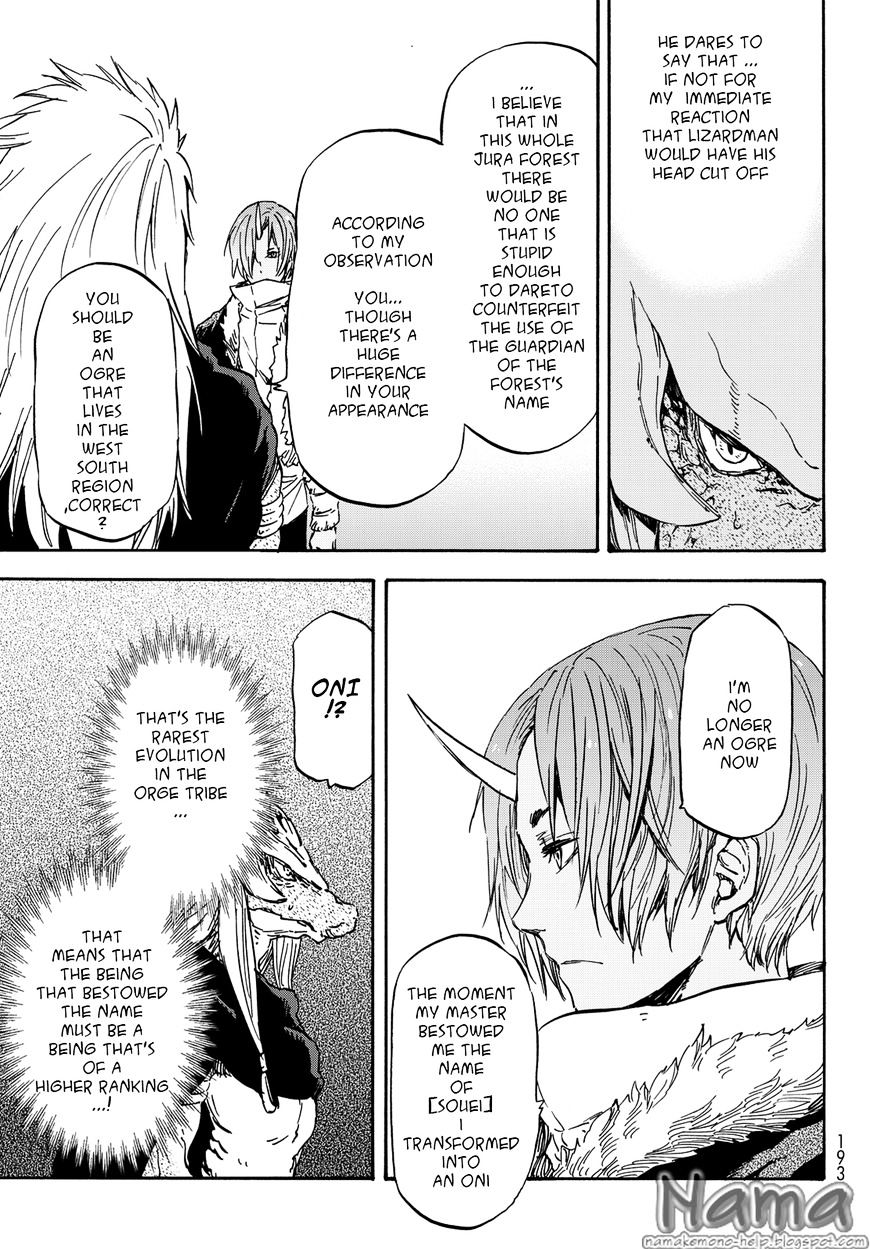 HE DARES TO
SAY THAT ...
IF NOT FOR
MY IMMEDIATE
REACTION
THAT LIZARDMAN
WOULD HAVE HIS
HEAD CUT OFF
...
I BELIEVE
THAT IN
THIS WHOLE
JURA FOREST
THERE
WOULD BE
NO ONE
THAT IS
STUPID
ENOUGH
TO DARETO
COUNTERFEIT
THE USE OF
THE GUARDIAN
OF THE
FOREST'S
NAME
ACCORDING
TO MY
OBSERVATION
YOU...
THOUGH
THERE'S A
HUGE
DIFFERENCE
IN YOUR
APPEARANCE
YOU
SHOULD
BE
AN
OGRE
THAT
LIVES
IN THE
WEST
SOUTH
REGION
,CORRECT
?
I'M
NO
LONGER
AN OGRE
NOW
THE MOMENT
MY MASTER
BESTOWED
ME THE
NAME
OF
[SOUEI]
I
TRANSFORMED
INTO
AN ONI
ONI
!?
THAT'S THE
RAREST
EVOLUTION
IN THE
ORGE TRIBE
...
THAT
MEANS THAT
THE BEING
THAT BESTOWED
THE NAME
MUST BE A
BEING THAT'S
OF A
HIGHER RANKING
...!
193
Nama
namakemono-help.blogspot.com